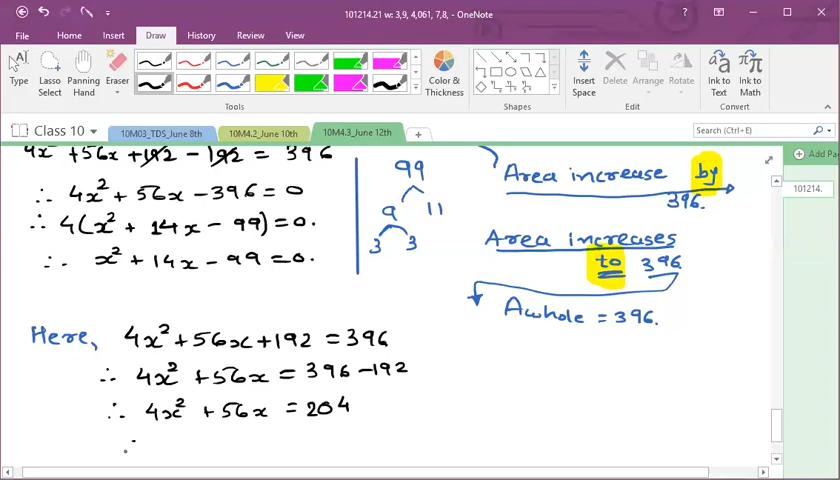 101214.21 w: 3,9, 4,061, 7,8, - OneNote
File Home Insert Draw View History Review
Type
Lasso Select
Panning Hand
Eraser
Color & Thickness
Insert Space
Delete
Arrange
Rotate
Ink to Text
Ink to Math
Tools Shapes Edit Convert
Class 10
10M03_TDS_June 8th
10M4.2_June 10th
10M4.3_June 12th
Search (Ctrl+E)
Add Pa
101214.
4x² + 56x + 192 - 192 = 396
∴ 4x² + 56x - 396 = 0
∴ 4(x² + 14x - 99) = 0.
∴ x² + 14x - 99 = 0.
99
9 11
3 3
Area increase by
396.
Area increases
to 396
Awhole = 396.
Here, 4x² + 56x + 192 = 396
∴ 4x² + 56x = 396 - 192
∴ 4x² + 56x = 204